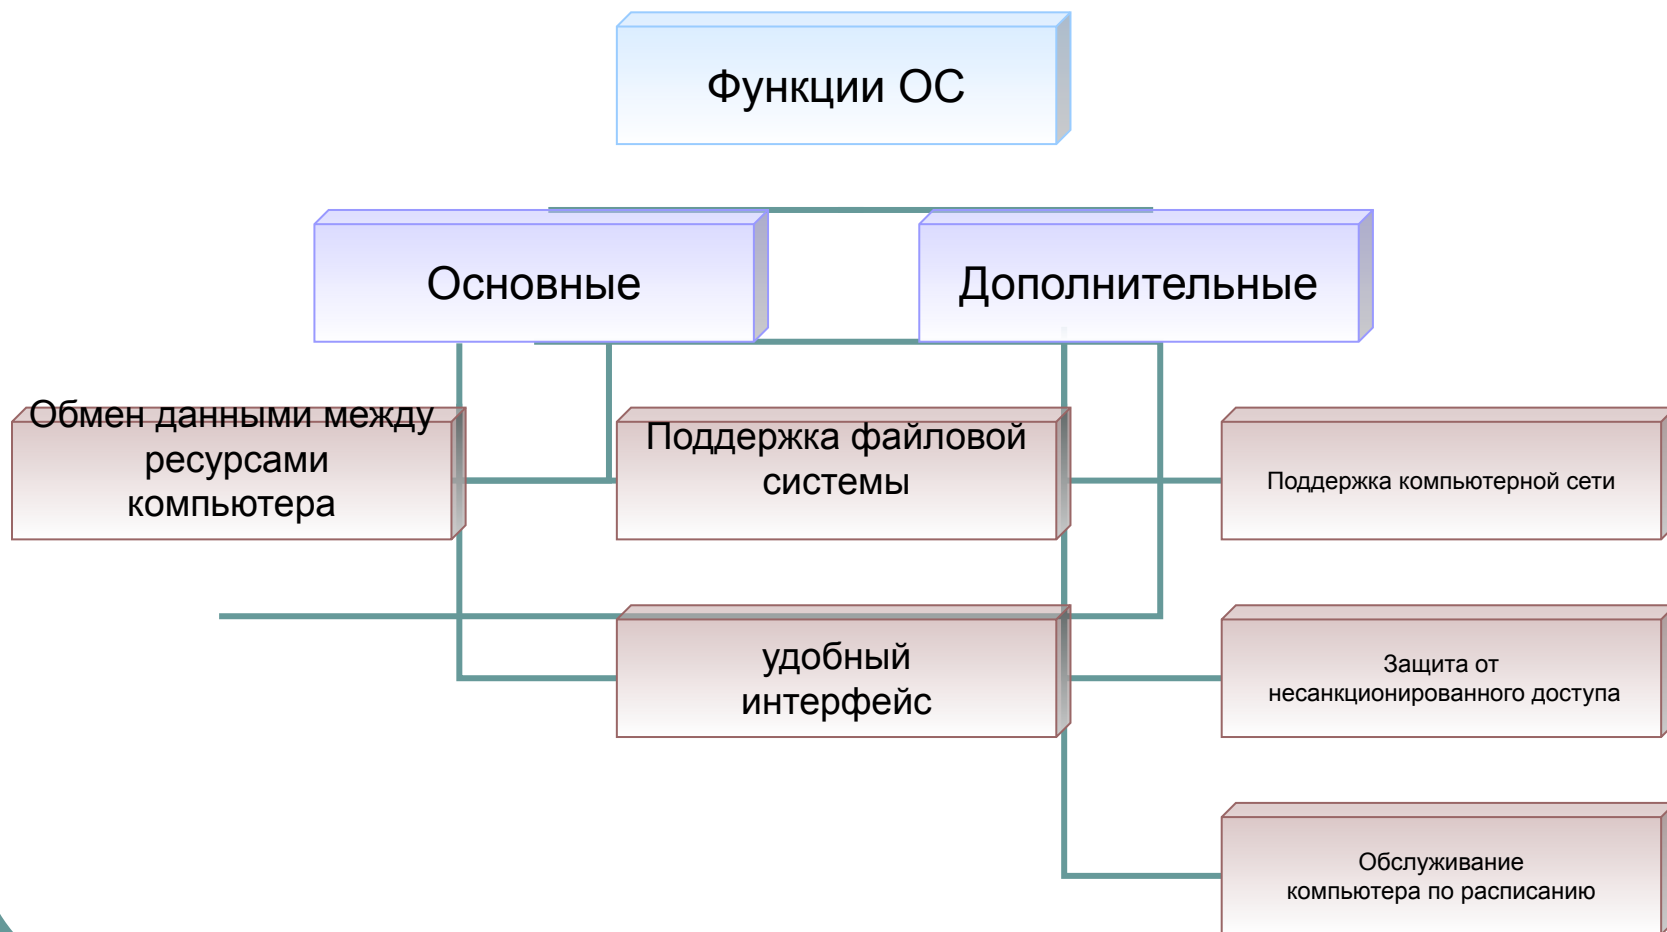 Функции ОС
Основные
Дополнительные
Обмен данными между
ресурсами
компьютера
Поддержка файловой
системы
Поддержка компьютерной сети
удобный
интерфейс
Защита от
несанкционированного доступа
Обслуживание
компьютера по расписанию